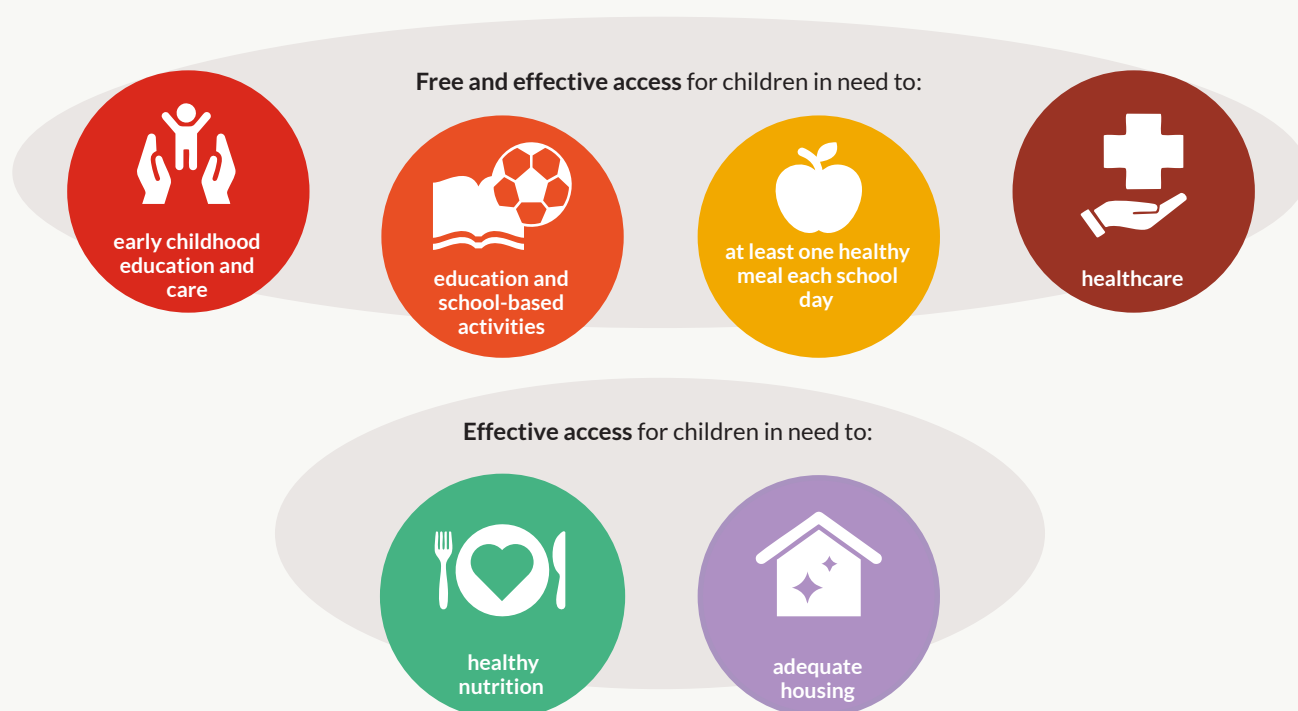 Free and effective access for children in need to:
early childhood
education and
care
education and
school-based
activities
at least one healthy
meal each school
day
healthcare
Effective access for children in need to:
healthy
nutrition
adequate
housing